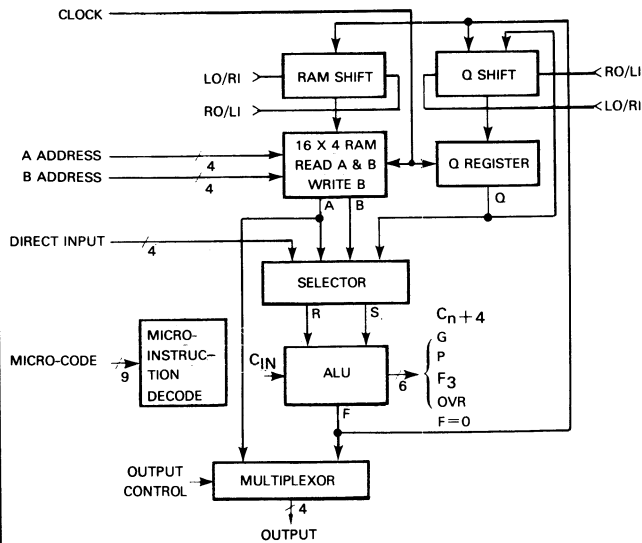 CLOCK
LO/RI
RAM SHIFT
Q SHIFT
RO/LI
RO/LI
LO/RI
16 X 4 RAM
READ A & B
WRITE B
A ADDRESS
4
B ADDRESS
4
Q REGISTER
A
B
Q
DIRECT INPUT
4
SELECTOR
R
S
MICRO-CODE
9
MICRO-
INSTRUC-
TION
DECODE
CIN
ALU
6
Cn+4
G
P
F3
OVR
F=0
F
OUTPUT
CONTROL
MULTIPLEXOR
4
OUTPUT